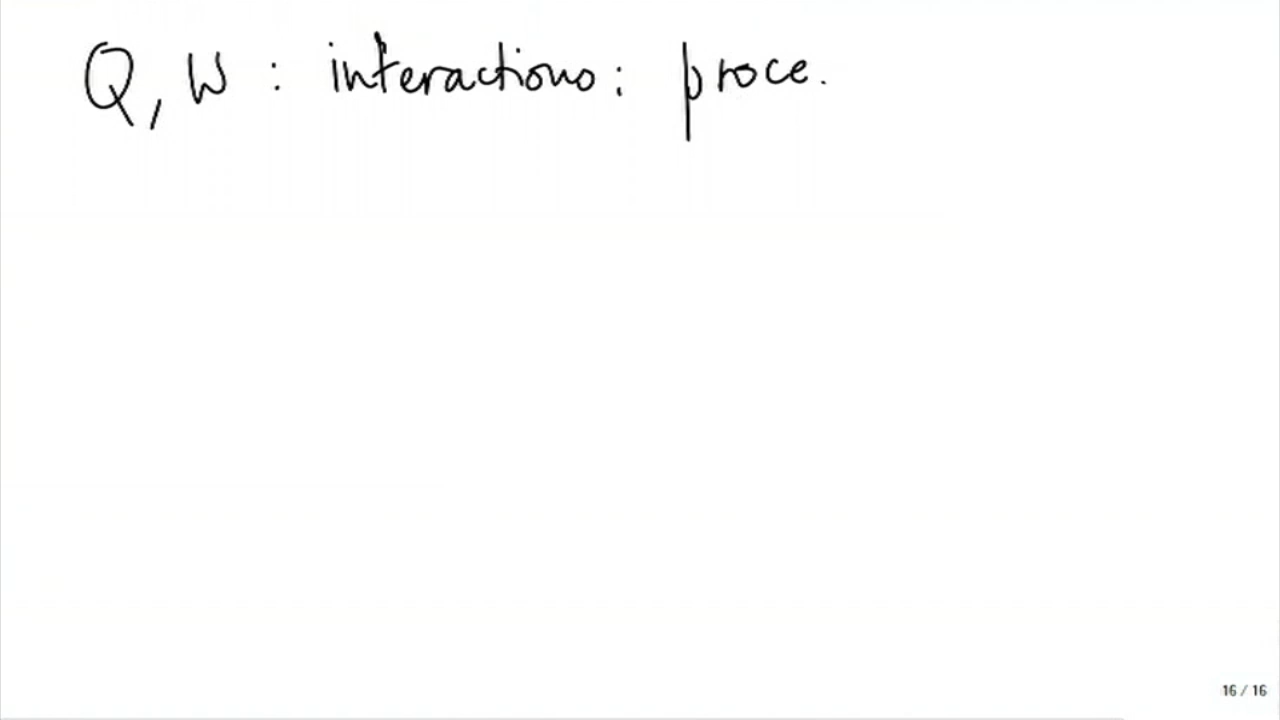 Q, W : interactions : proce.
16 / 16